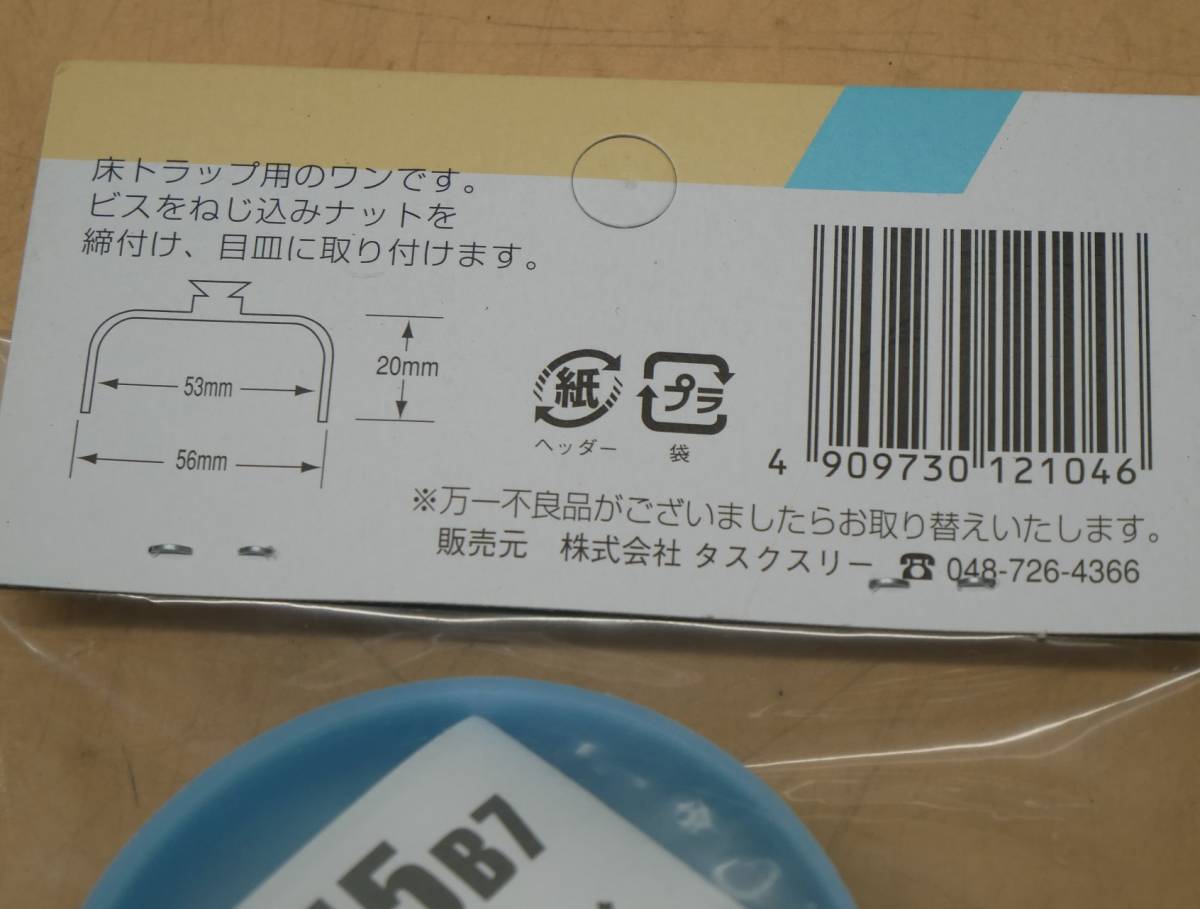 床トラップ用のワンです。
ビスをねじ込みナットを
締付け、目皿に取り付けます。
20mm
53mm
56mm
紙
プラ
ヘッダー
袋
4 909730 121046
※万一不良品がございましたらお取り替えいたします。
販売元　株式会社 タスクスリー ☎ 048-726-4366
5B7